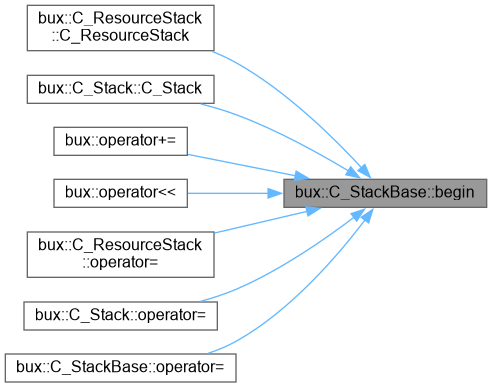 bux::C_ResourceStack
::C_ResourceStack
bux::C_Stack::C_Stack
bux::operator+=
bux::operator<<
bux::C_StackBase::begin
bux::C_ResourceStack
::operator=
bux::C_Stack::operator=
bux::C_StackBase::operator=